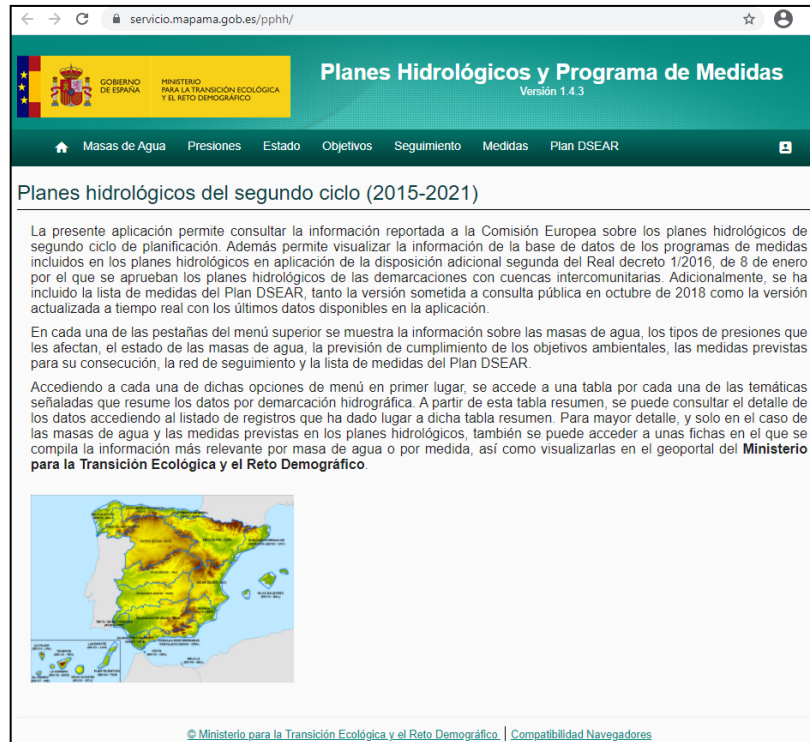 servicio.mapama.gob.es/pphh/
GOBIERNO
DE ESPAÑA
MINISTERIO
PARA LA TRANSICIÓN ECOLÓGICA
Y EL RETO DEMOGRÁFICO
Planes Hidrológicos y Programa de Medidas
Versión 1.4.3
Masas de Agua Presiones Estado Objetivos Seguimiento Medidas Plan DSEAR
Planes hidrológicos del segundo ciclo (2015-2021)
La presente aplicación permite consultar la información reportada a la Comisión Europea sobre los planes hidrológicos de
segundo ciclo de planificación. Además permite visualizar la información de la base de datos de los programas de medidas
incluidos en los planes hidrológicos en aplicación de la disposición adicional segunda del Real decreto 1/2016, de 8 de enero
por el que se aprueban los planes hidrológicos de las demarcaciones con cuencas intercomunitarias. Adicionalmente, se ha
incluido la lista de medidas del Plan DSEAR, tanto la versión sometida a consulta pública en octubre de 2018 como la versión
actualizada a tiempo real con los últimos datos disponibles en la aplicación.
En cada una de las pestañas del menú superior se muestra la información sobre las masas de agua, los tipos de presiones que
les afectan, el estado de las masas de agua, la previsión de cumplimiento de los objetivos ambientales, las medidas previstas
para su consecución, la red de seguimiento y la lista de medidas del Plan DSEAR.
Accediendo a cada una de dichas opciones de menú en primer lugar, se accede a una tabla por cada una de las temáticas
señaladas que resume los datos por demarcación hidrográfica. A partir de esta tabla resumen, se puede consultar el detalle de
los datos accediendo al listado de registros que ha dado lugar a dicha tabla resumen. Para mayor detalle, y solo en el caso de
las masas de agua y las medidas previstas en los planes hidrológicos, también se puede acceder a unas fichas en el que se
compila la información más relevante por masa de agua o por medida, así como visualizarlas en el geoportal del Ministerio
para la Transición Ecológica y el Reto Demográfico.
© Ministerio para la Transición Ecológica y el Reto Demográfico | Compatibilidad Navegadores